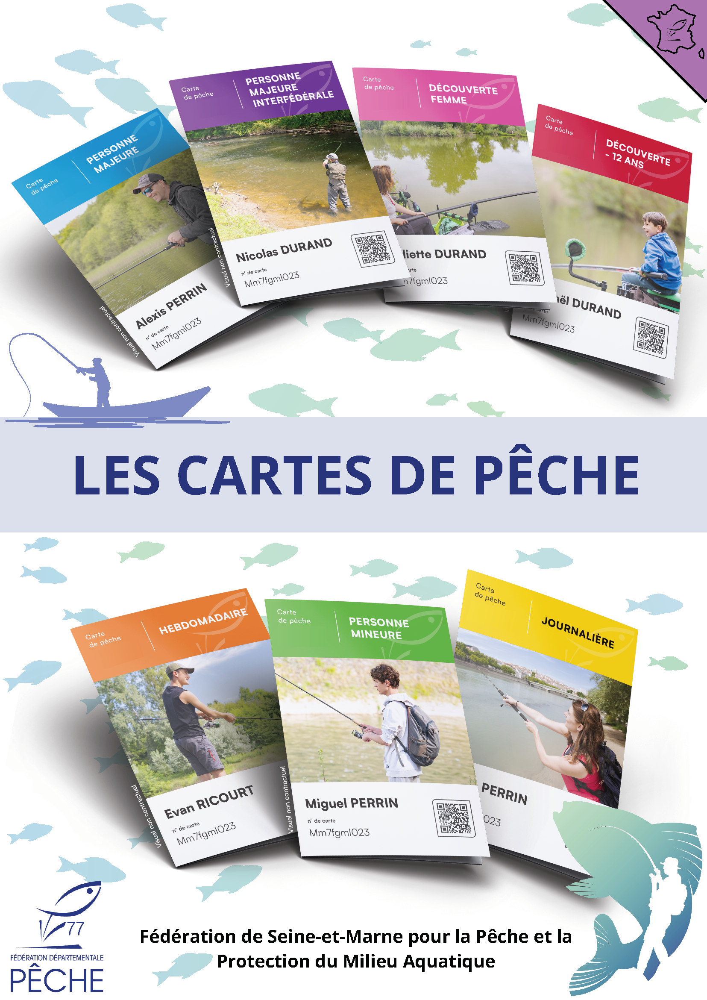 Carte
de pêche
PERSONNE
MAJEURE
Alexis PERRIN
n° de carte
Mm7fgml023
Visuel non contractuel
Carte
de pêche
PERSONNE
MAJEURE
INTERFÉDÉRALE
Nicolas DURAND
n° de carte
Mm7fgml023
Visuel non contractuel
Carte
de pêche
DÉCOUVERTE
FEMME
DURAND
Carte
de pêche
DÉCOUVERTE
- 12 ANS
DURAND
Mm7fgml023
LES CARTES DE PÊCHE
Carte
de pêche
HEBDOMADAIRE
Evan RICOURT
n° de carte
Mm7fgml023
Visuel non contractuel
Carte
de pêche
PERSONNE
MINEURE
Miguel PERRIN
n° de carte
Mm7fgml023
Visuel non contractuel
Carte
de pêche
JOURNALIÈRE
PERRIN
023
77
FÉDÉRATION DÉPARTEMENTALE
PÊCHE
Fédération de Seine-et-Marne pour la Pêche et la
Protection du Milieu Aquatique